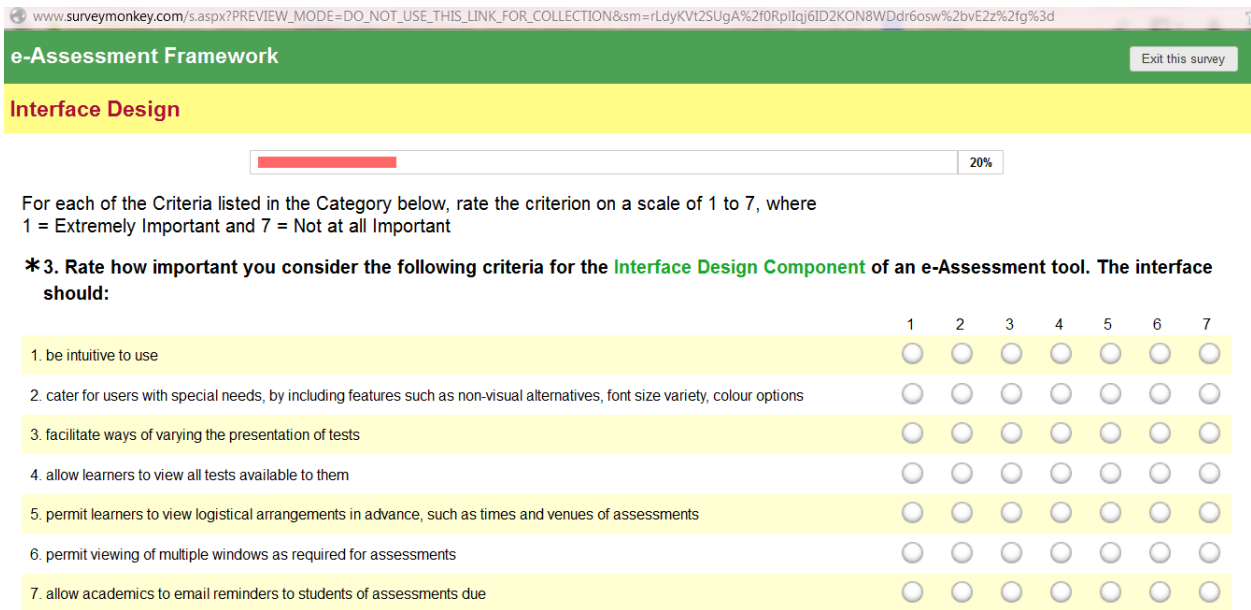 www.surveymonkey.com/s.aspx?PREVIEW_MODE=DO_NOT_USE_THIS_LINK_FOR_COLLECTION&sm=rLdyKVt2SUgA%2f0RplIqj6ID2KON8WDdr6osw%2bvE2z%2fg%3d
e-Assessment Framework
Exit this survey
Interface Design
20%
For each of the Criteria listed in the Category below, rate the criterion on a scale of 1 to 7, where
1 = Extremely Important and 7 = Not at all Important
*3. Rate how important you consider the following criteria for the Interface Design Component of an e-Assessment tool. The interface
should:
1 2 3 4 5 6 7
1. be intuitive to use
2. cater for users with special needs, by including features such as non-visual alternatives, font size variety, colour options
3. facilitate ways of varying the presentation of tests
4. allow learners to view all tests available to them
5. permit learners to view logistical arrangements in advance, such as times and venues of assessments
6. permit viewing of multiple windows as required for assessments
7. allow academics to email reminders to students of assessments due